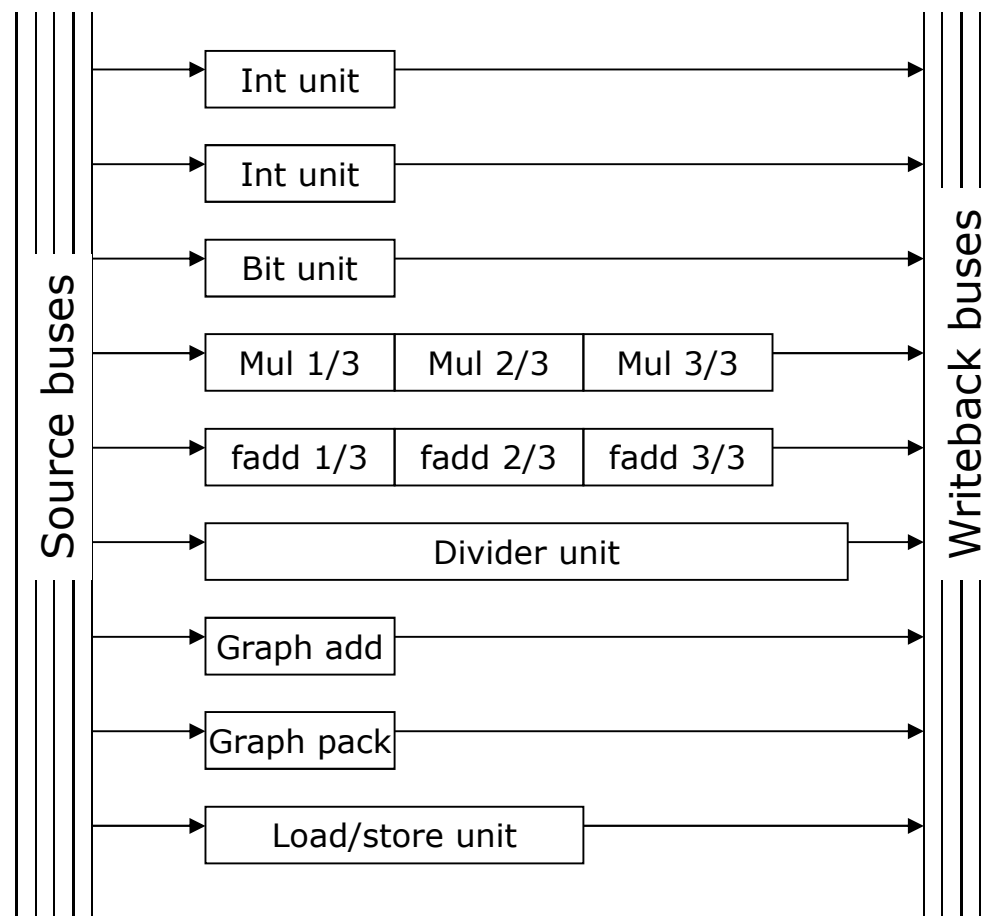 Int unit
Int unit
Bit unit
Mul 1/3 Mul 2/3 Mul 3/3
fadd 1/3 fadd 2/3 fadd 3/3
Divider unit
Graph add
Graph pack
Load/store unit
Source buses
Writeback buses